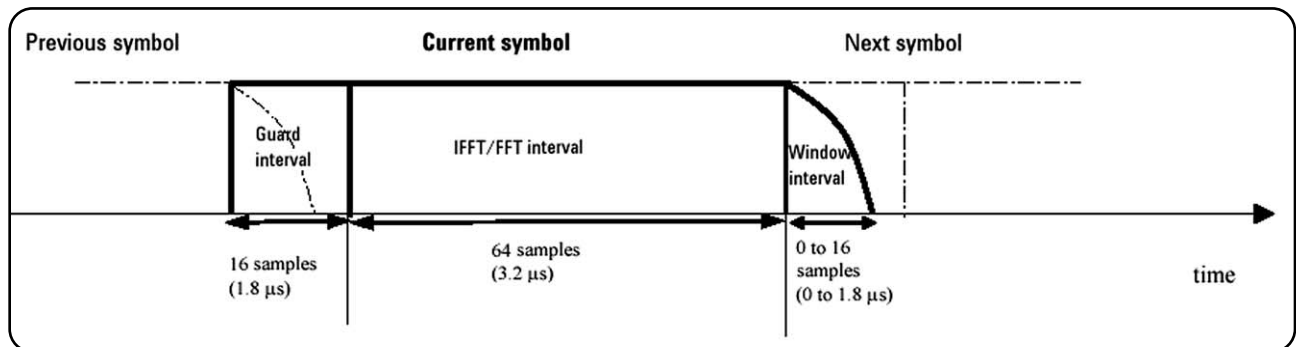 Previous symbol
Current symbol
Next symbol
Guard
interval
IFFT/FFT interval
Window
interval
16 samples
(1.8 μs)
64 samples
(3.2 μs)
0 to 16
samples
(0 to 1.8 μs)
time